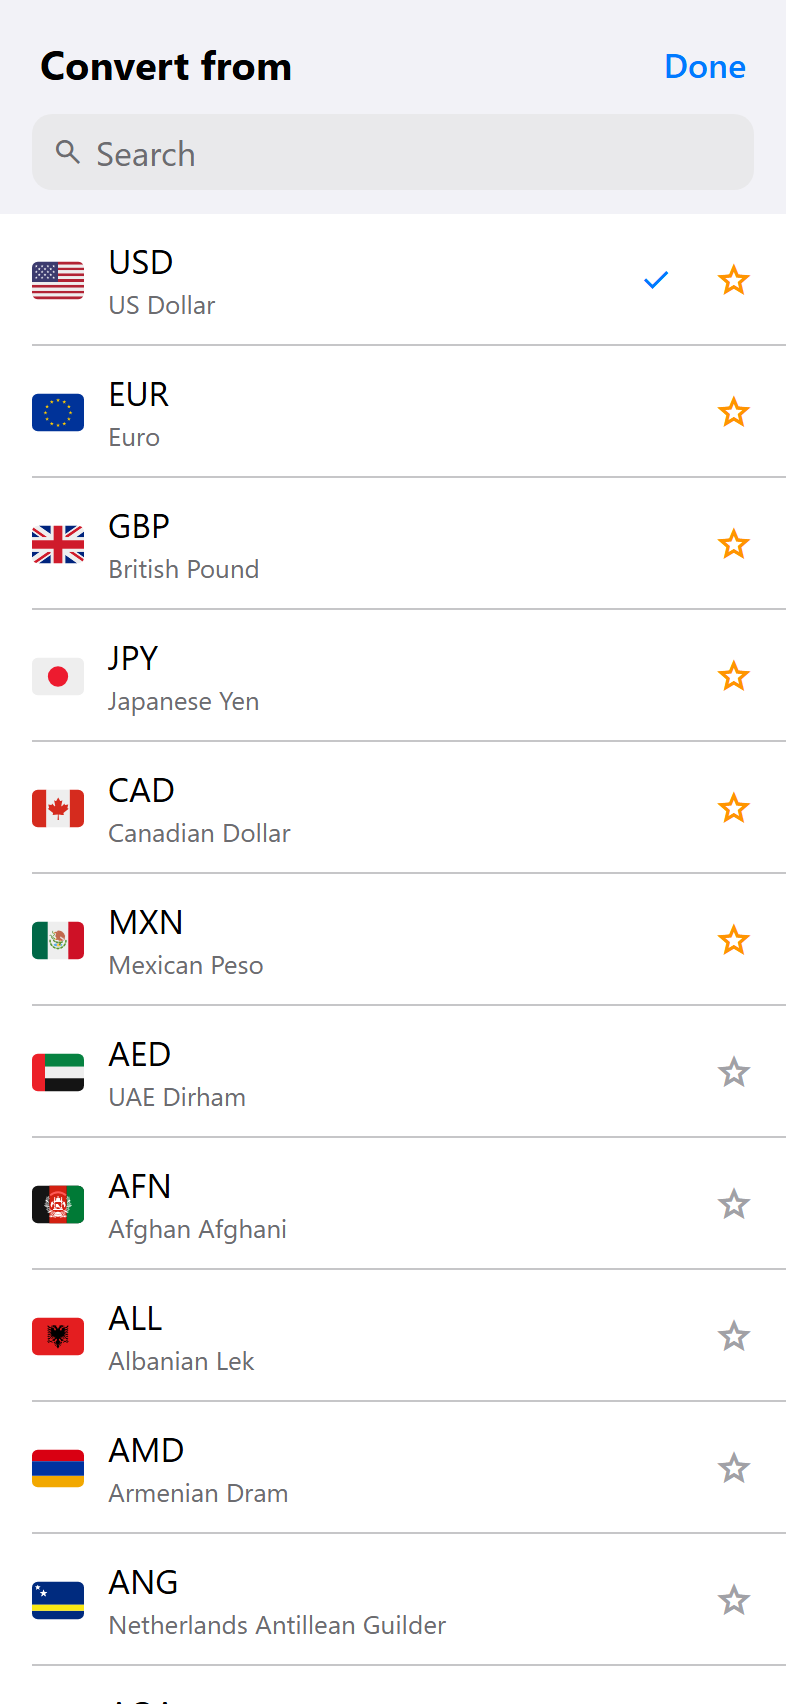 Convert from
Done
Search
USD
US Dollar
EUR
Euro
GBP
British Pound
JPY
Japanese Yen
CAD
Canadian Dollar
MXN
Mexican Peso
AED
UAE Dirham
AFN
Afghan Afghani
ALL
Albanian Lek
AMD
Armenian Dram
ANG
Netherlands Antillean Guilder